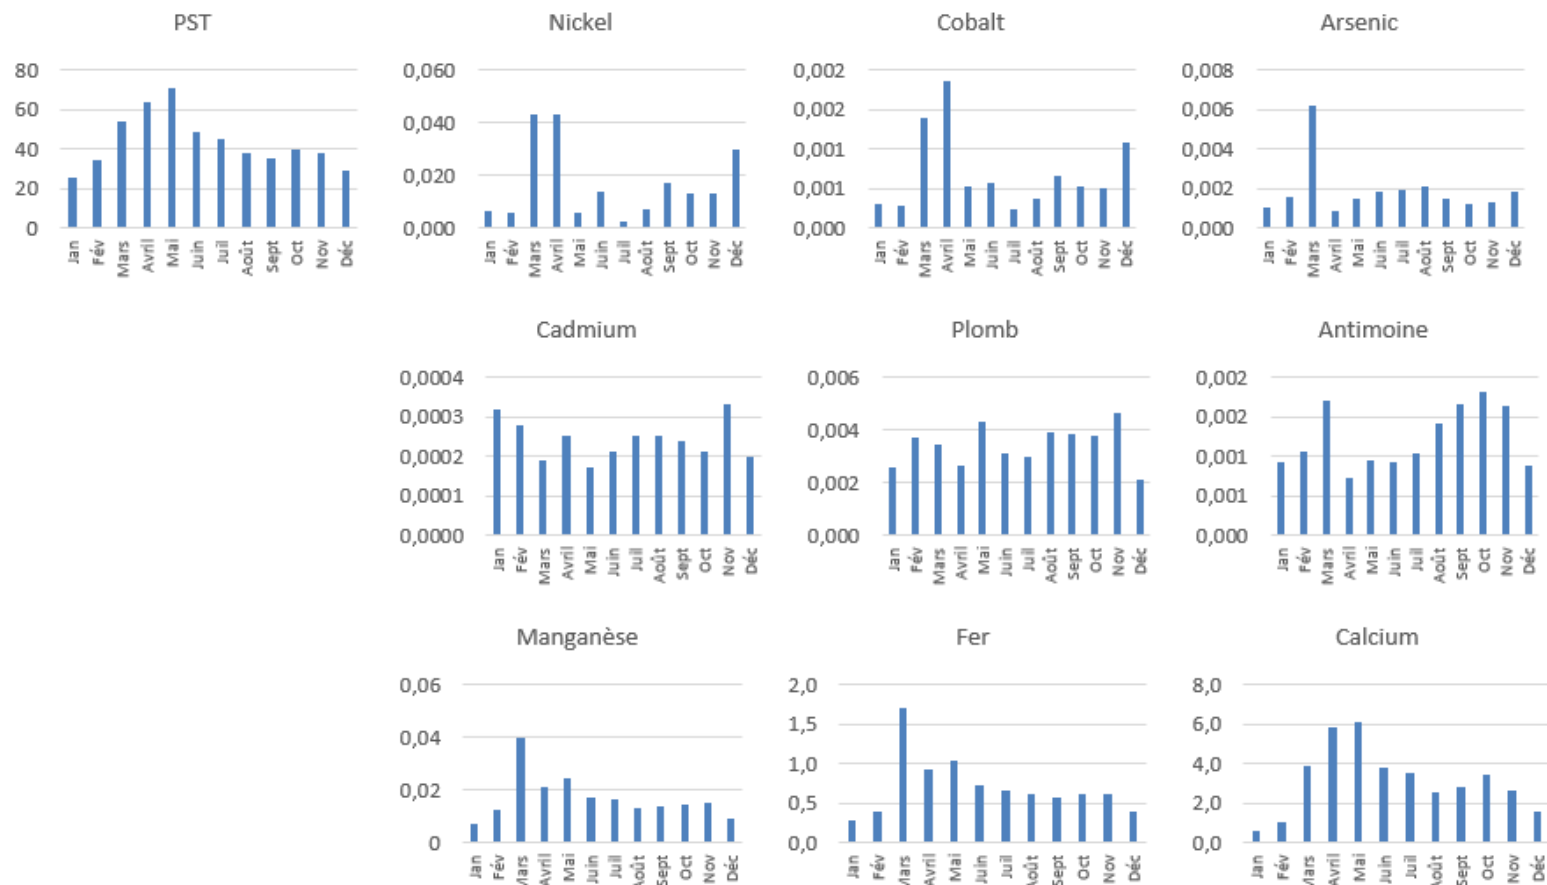 PST
80
60
40
20
0
Jan Fév Mars Avril Mai Juin Juil Août Sept Oct Nov Déc
Nickel
0,060
0,040
0,020
0,000
Jan Fév Mars Avril Mai Juin Juil Août Sept Oct Nov Déc
Cobalt
0,002
0,002
0,001
0,001
0,000
Jan Fév Mars Avril Mai Juin Juil Août Sept Oct Nov Déc
Arsenic
0,008
0,006
0,004
0,002
0,000
Jan Fév Mars Avril Mai Juin Juil Août Sept Oct Nov Déc
Cadmium
0,0004
0,0003
0,0002
0,0001
0,0000
Jan Fév Mars Avril Mai Juin Juil Août Sept Oct Nov Déc
Plomb
0,006
0,004
0,002
0,000
Jan Fév Mars Avril Mai Juin Juil Août Sept Oct Nov Déc
Antimoine
0,002
0,002
0,001
0,001
0,000
Jan Fév Mars Avril Mai Juin Juil Août Sept Oct Nov Déc
Manganèse
0,06
0,04
0,02
0
Jan Fév Mars Avril Mai Juin Juil Août Sept Oct Nov Déc
Fer
2,0
1,5
1,0
0,5
0,0
Jan Fév Mars Avril Mai Juin Juil Août Sept Oct Nov Déc
Calcium
8,0
6,0
4,0
2,0
0,0
Jan Fév Mars Avril Mai Juin Juil Août Sept Oct Nov Déc